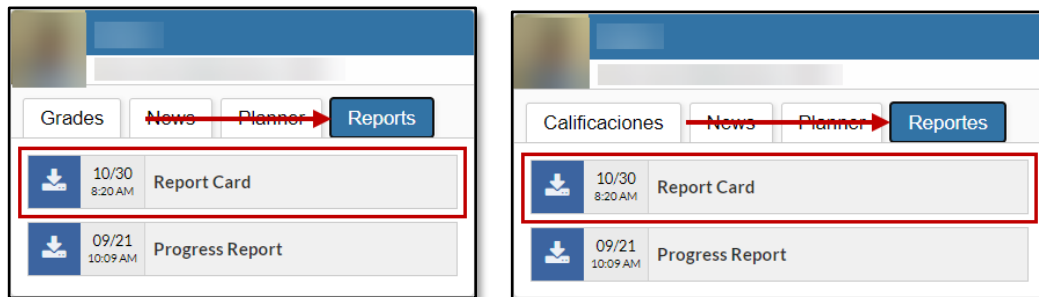 Grades News Planner Reports
10/30
8:20 AM
Report Card
09/21
10:09 AM
Progress Report
Calificaciones News Planner Reportes
10/30
8:20 AM
Report Card
09/21
10:09 AM
Progress Report